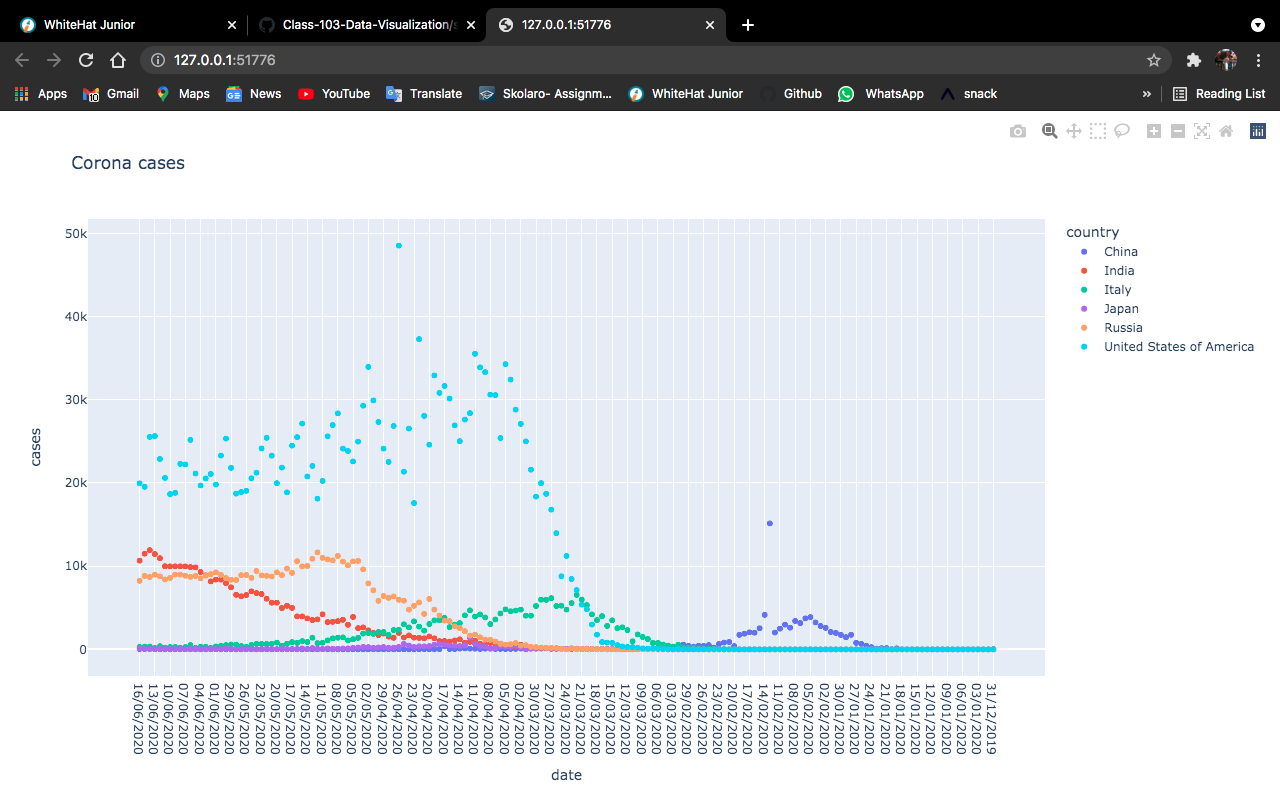 WhiteHat Junior
Class-103-Data-Visualization/s
127.0.0.1:51776
127.0.0.1:51776
Apps
10 Gmail
Maps
News
YouTube
Translate
Skolaro- Assignm...
WhiteHat Junior
Github
WhatsApp
snack
»
Reading List
Corona cases
country
China
India
Italy
Japan
Russia
United States of America
cases
50k
40k
30k
20k
10k
0
16/06/2020
13/06/2020
10/06/2020
07/06/2020
04/06/2020
01/06/2020
29/05/2020
26/05/2020
23/05/2020
20/05/2020
17/05/2020
14/05/2020
11/05/2020
08/05/2020
05/05/2020
02/05/2020
29/04/2020
26/04/2020
23/04/2020
20/04/2020
17/04/2020
14/04/2020
11/04/2020
08/04/2020
05/04/2020
02/04/2020
30/03/2020
27/03/2020
24/03/2020
21/03/2020
18/03/2020
15/03/2020
12/03/2020
09/03/2020
06/03/2020
03/03/2020
29/02/2020
26/02/2020
23/02/2020
20/02/2020
17/02/2020
14/02/2020
11/02/2020
08/02/2020
05/02/2020
02/02/2020
30/01/2020
27/01/2020
24/01/2020
21/01/2020
18/01/2020
15/01/2020
12/01/2020
09/01/2020
06/01/2020
03/01/2020
31/12/2019
date